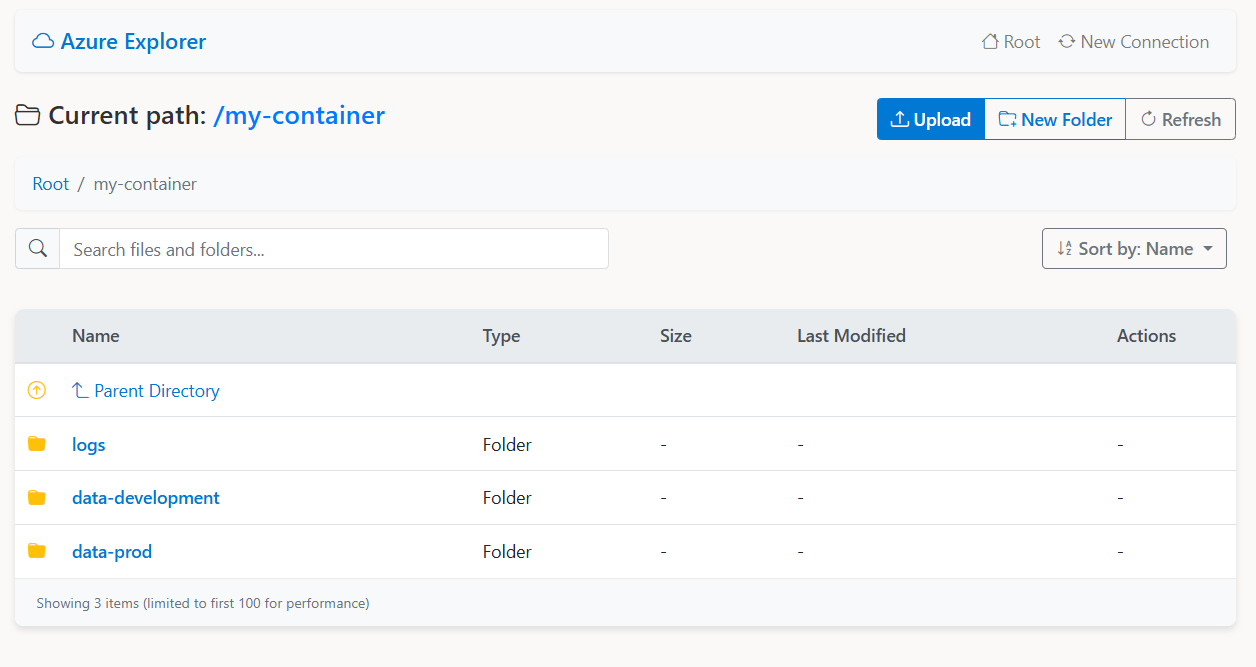 Azure Explorer Root New Connection
Current path: /my-container Upload New Folder Refresh
Root / my-container
Search files and folders... Sort by: Name
Name Type Size Last Modified Actions
Parent Directory
logs Folder - - -
data-development Folder - - -
data-prod Folder - - -
Showing 3 items (limited to first 100 for performance)